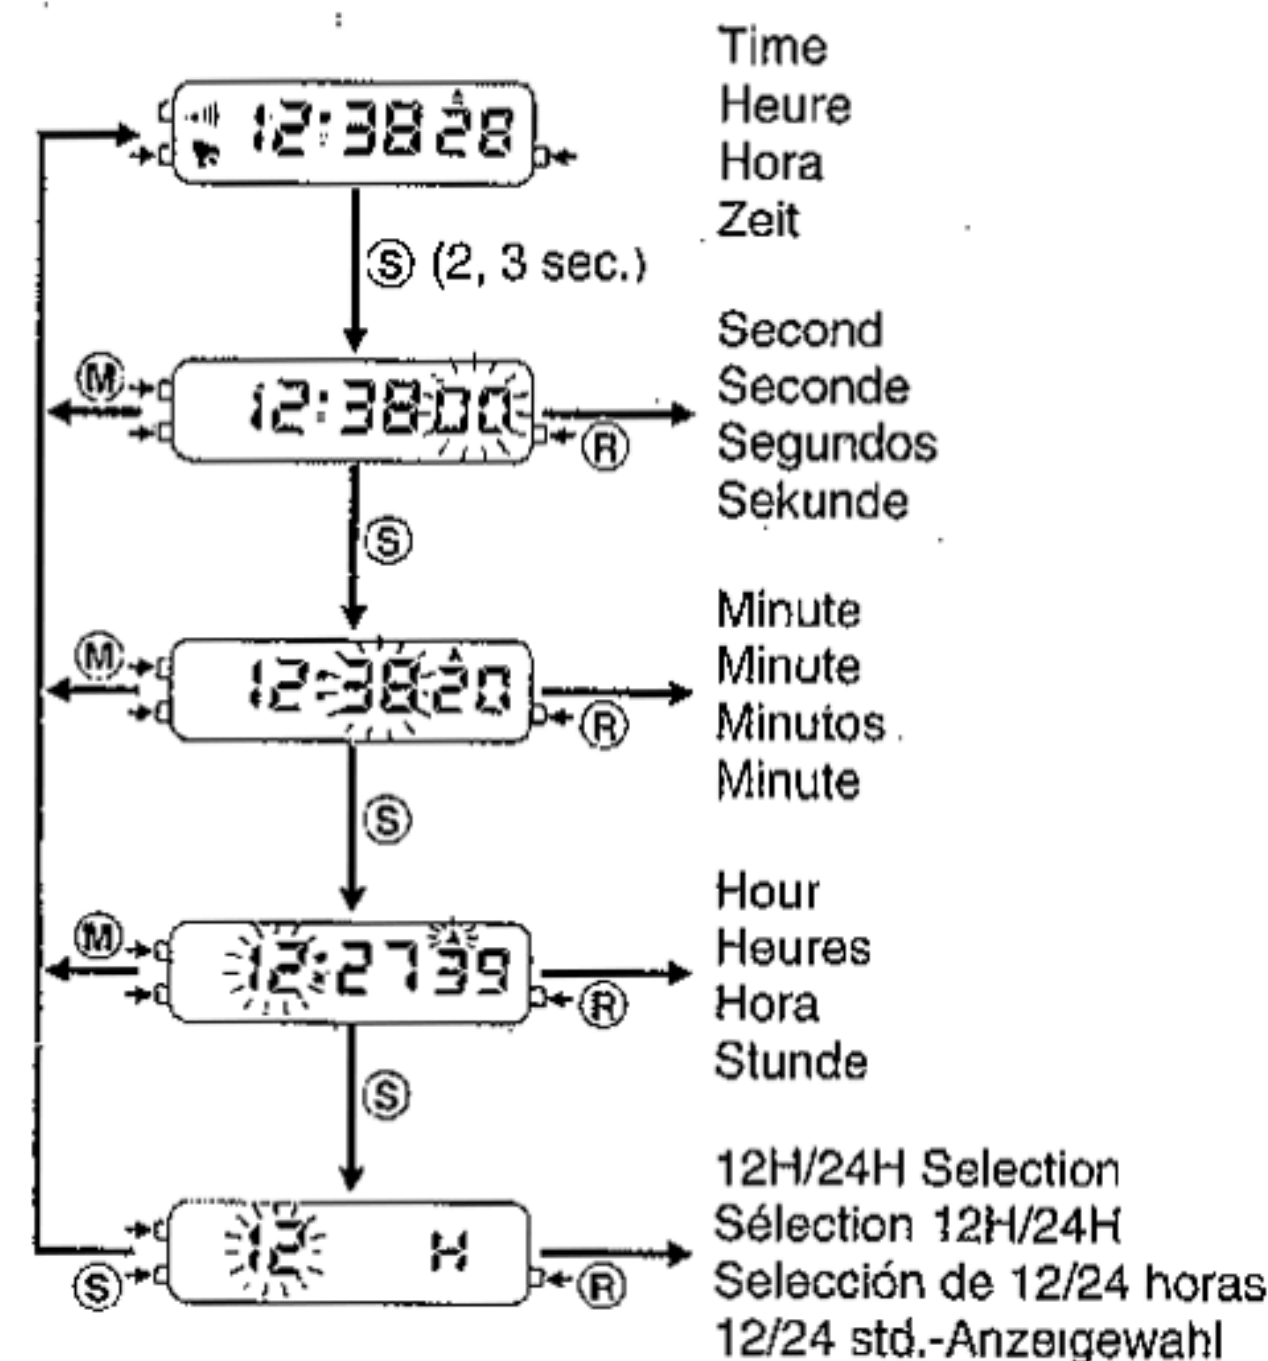 Time
Heure
Hora
Zeit
12:38 28
Ⓢ (2, 3 sec.)
Second
Seconde
Segundos
Sekunde
Ⓜ
12:38 00
Ⓡ
Ⓢ
Minute
Minute
Minutos
Minute
Ⓜ
12:38 20
Ⓡ
Ⓢ
Hour
Heures
Hora
Stunde
Ⓜ
12:27 39
Ⓡ
Ⓢ
12H/24H Selection
Sélection 12H/24H
Selección de 12/24 horas
12/24 std.-Anzeigewahl
12 H
Ⓢ
Ⓡ